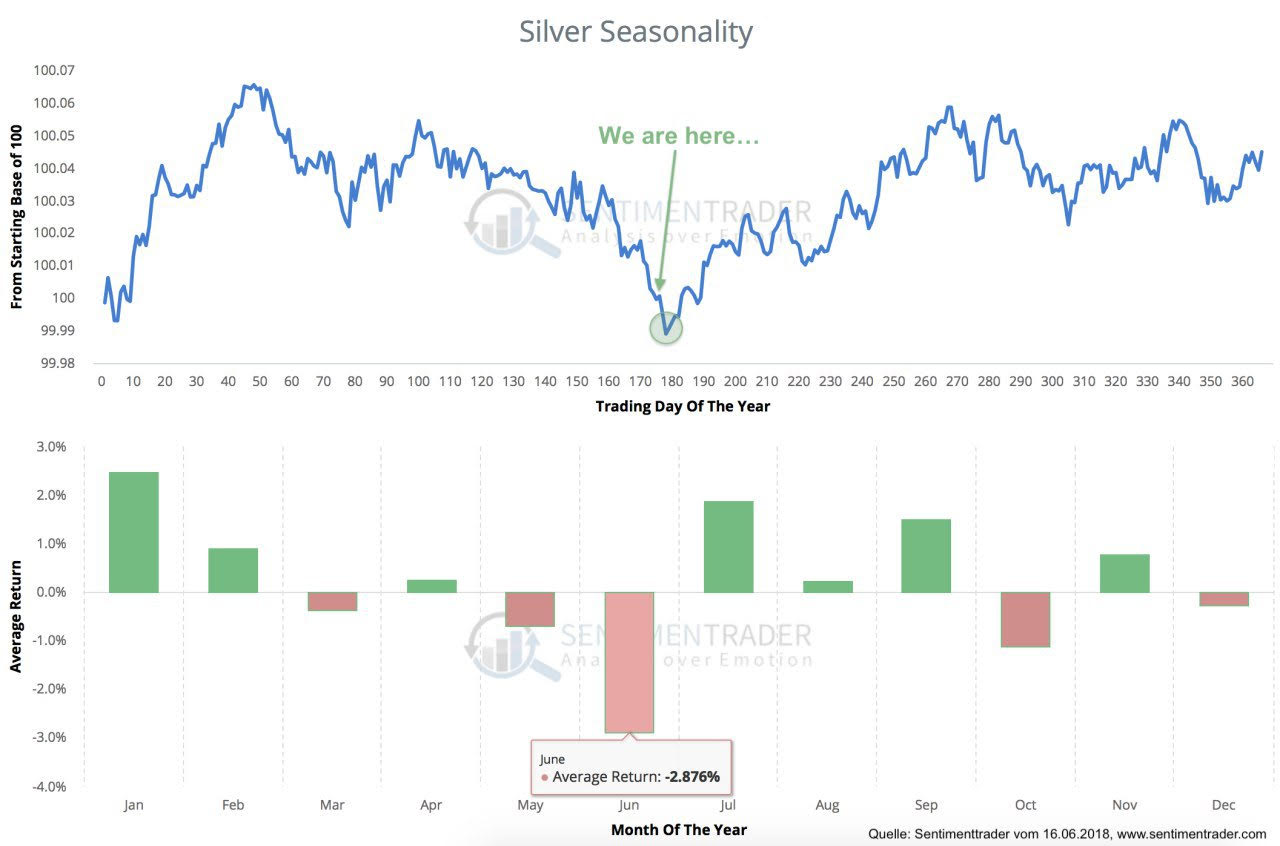 Silver Seasonality
From Starting Base of 100
100.07
100.06
100.05
100.04
100.03
100.02
100.01
100
99.99
99.98
We are here...
SENTIMENTRADER
Analysis over Emotion
0 10 20 30 40 50 60 70 80 90 100 110 120 130 140 150 160 170 180 190 200 210 220 230 240 250 260 270 280 290 300 310 320 330 340 350 360
Trading Day Of The Year
Average Return
3.0%
2.0%
1.0%
0.0%
-1.0%
-2.0%
-3.0%
-4.0%
SENTIMENTRADER
Analysis over Emotion
June
● Average Return: -2.876%
Jan Feb Mar Apr May Jun Jul Aug Sep Oct Nov Dec
Month Of The Year
Quelle: Sentimenttrader vom 16.06.2018, www.sentimentrader.com